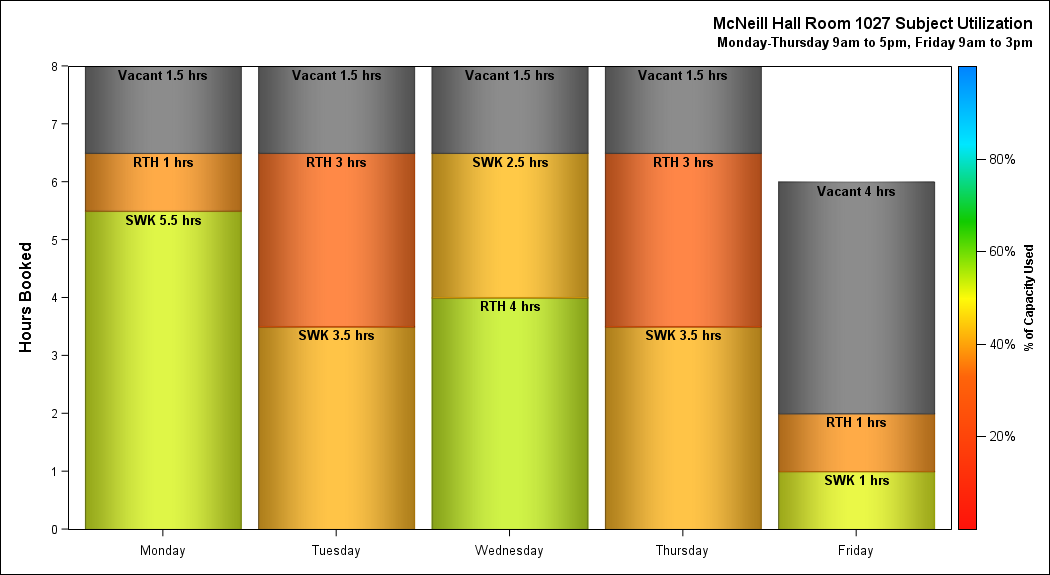 McNeill Hall Room 1027 Subject Utilization
Monday-Thursday 9am to 5pm, Friday 9am to 3pm
Hours Booked
8
7
6
5
4
3
2
1
0
Vacant 1.5 hrs
RTH 1 hrs
SWK 5.5 hrs
Vacant 1.5 hrs
RTH 3 hrs
SWK 3.5 hrs
Vacant 1.5 hrs
SWK 2.5 hrs
RTH 4 hrs
Vacant 1.5 hrs
RTH 3 hrs
SWK 3.5 hrs
Vacant 4 hrs
RTH 1 hrs
SWK 1 hrs
Monday
Tuesday
Wednesday
Thursday
Friday
80%
60%
40%
20%
% of Capacity Used